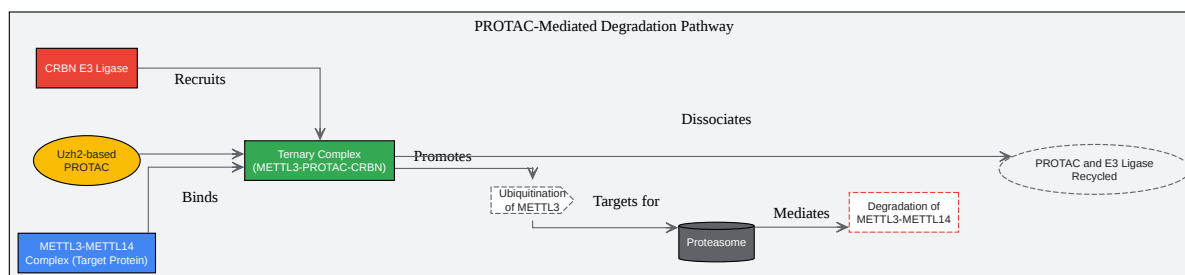 PROTAC-Mediated Degradation Pathway
CRBN E3 Ligase
Recruits
Dissociates
Uzh2-based
PROTAC
Ternary Complex
(METTL3-PROTAC-CRBN)
Promotes
PROTAC and E3 Ligase
Recycled
Binds
Ubiquitination
of METTL3
Targets for
Mediates
Degradation of
METTL3-METTL14
METTL3-METTL14
Complex (Target Protein)
Proteasome